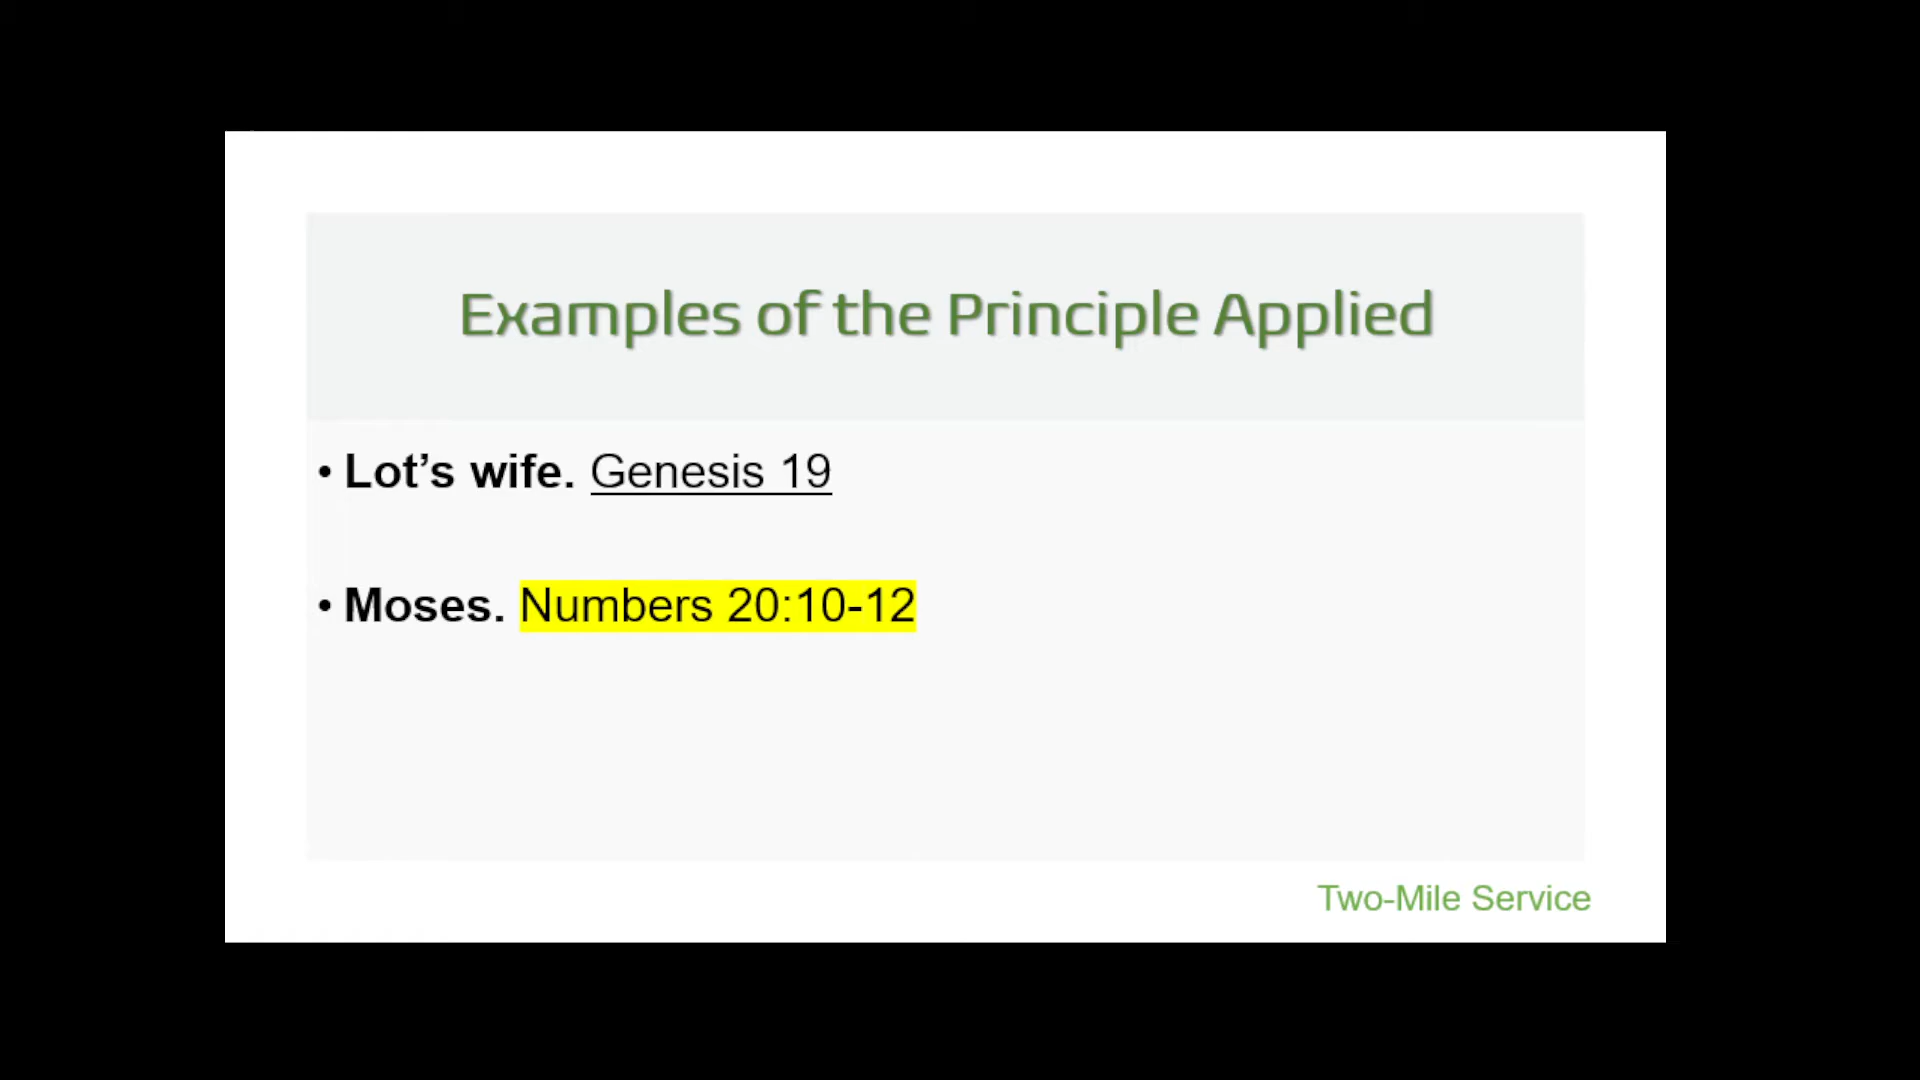 Examples of the Principle Applied
• Lot’s wife. Genesis 19
• Moses. Numbers 20:10-12
Two-Mile Service